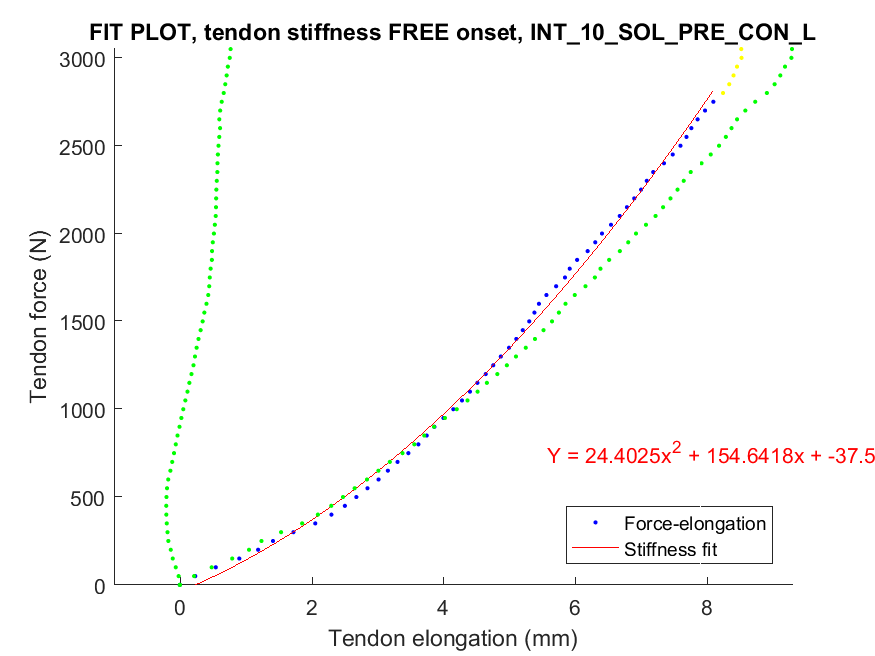 FIT PLOT, tendon stiffness FREE onset, INT_10_SOL_PRE_CON_L
3000
2500
2000
1500
1000
500
0
Tendon force (N)
Y = 24.4025x² + 154.6418x + -37.5
Force-elongation
Stiffness fit
0 2 4 6 8
Tendon elongation (mm)